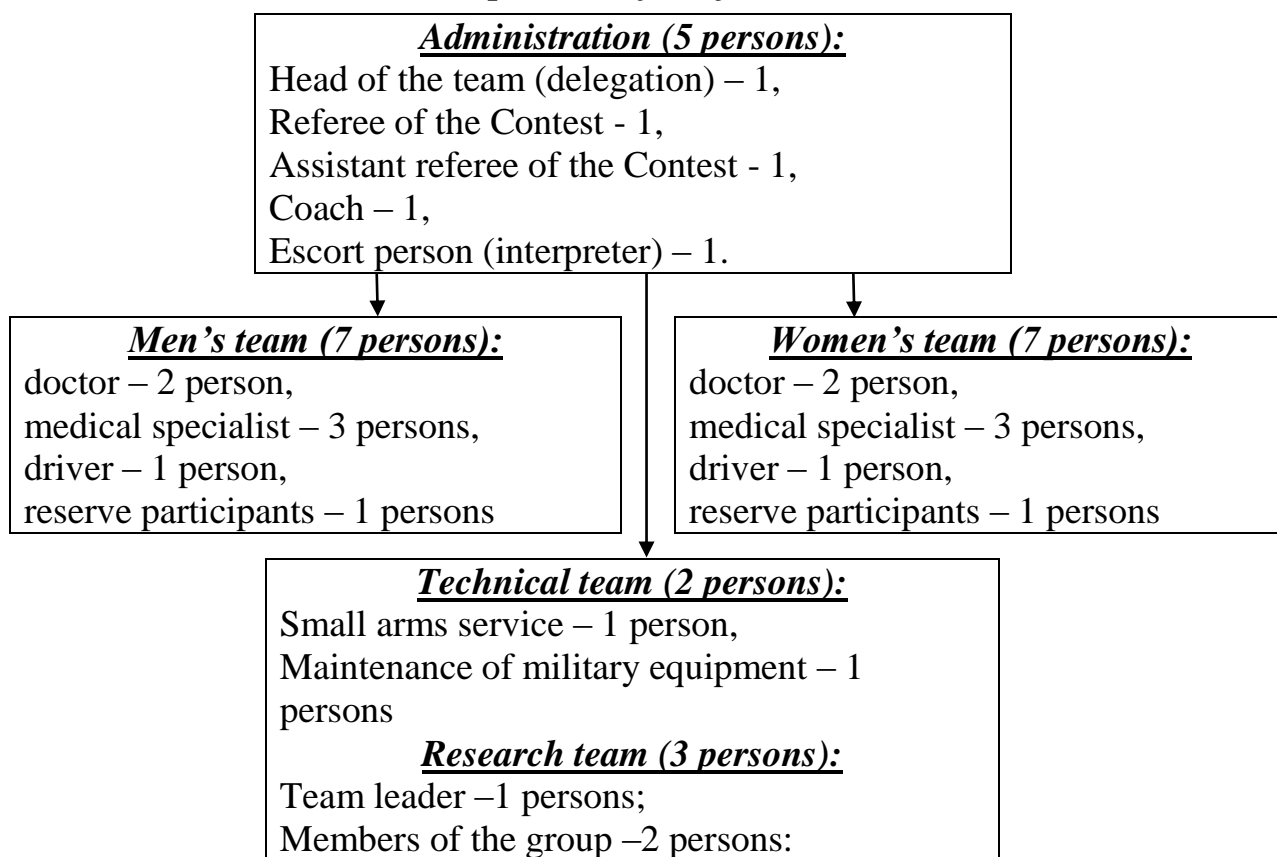 Administration (5 persons):
Head of the team (delegation) – 1,
Referee of the Contest - 1,
Assistant referee of the Contest - 1,
Coach – 1,
Escort person (interpreter) – 1.
Men’s team (7 persons):
doctor – 2 person,
medical specialist – 3 persons,
driver – 1 person,
reserve participants – 1 persons
Women’s team (7 persons):
doctor – 2 person,
medical specialist – 3 persons,
driver – 1 person,
reserve participants – 1 persons
Technical team (2 persons):
Small arms service – 1 person,
Maintenance of military equipment – 1
persons
Research team (3 persons):
Team leader –1 persons;
Members of the group –2 persons: